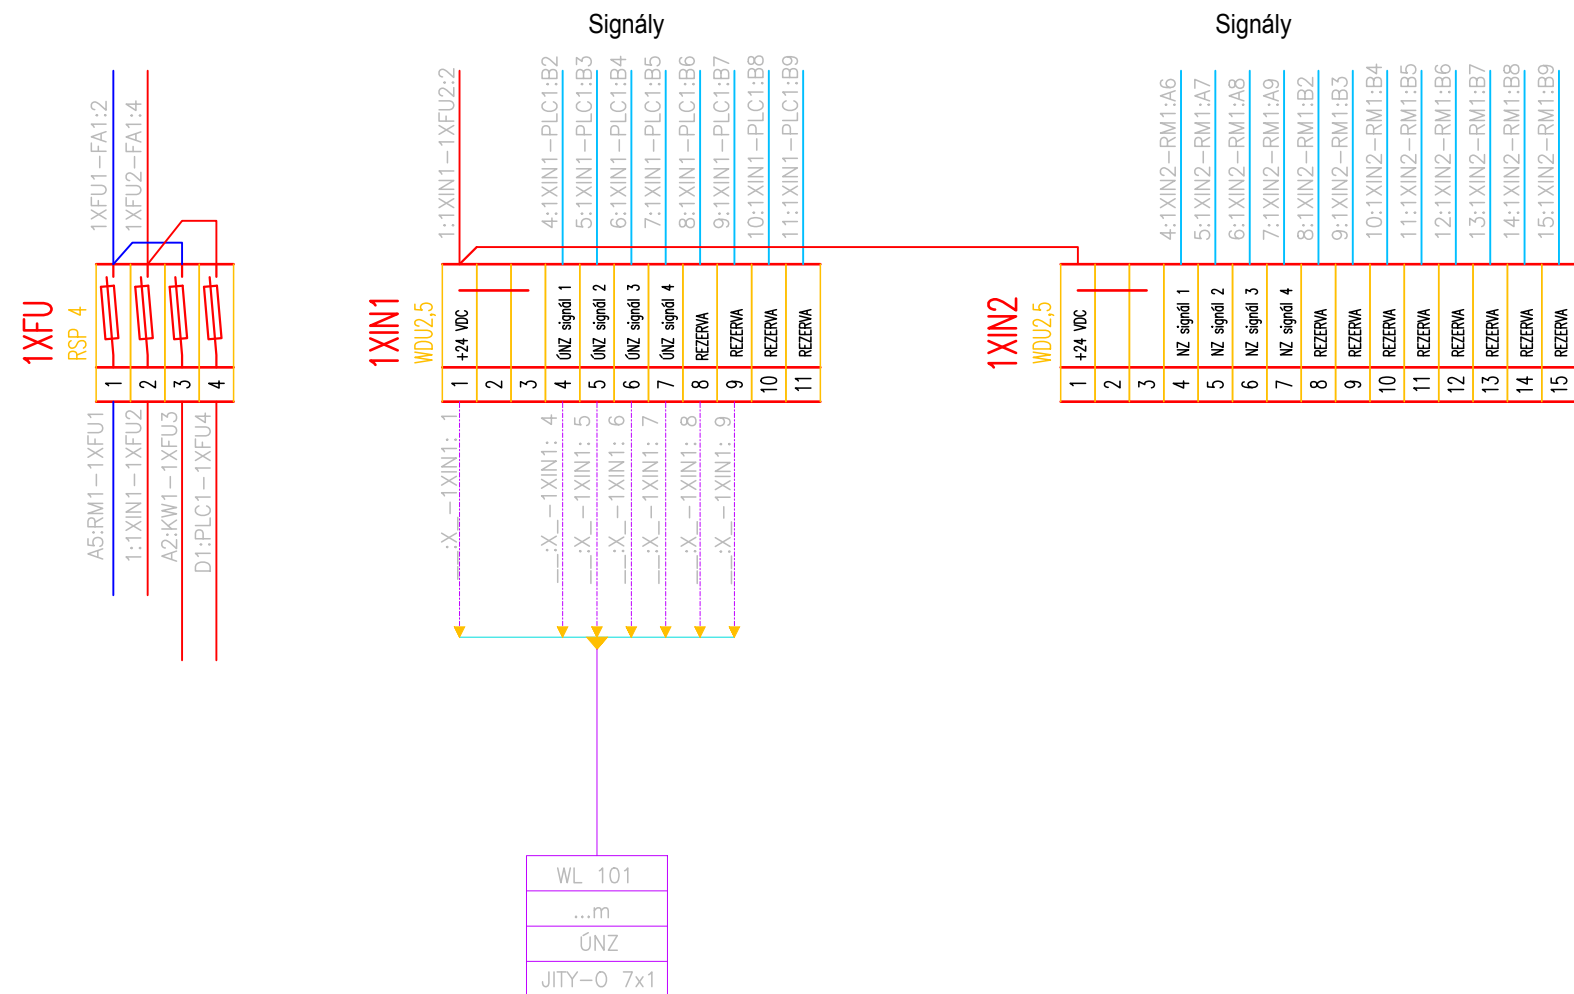 Signály
Signály
1XFU1-FA1:2
1XFU2-FA1:4
1:1XIN1-1XFU2:2
4:1XIN1-PLC1:B2
5:1XIN1-PLC1:B3
6:1XIN1-PLC1:B4
7:1XIN1-PLC1:B5
8:1XIN1-PLC1:B6
9:1XIN1-PLC1:B7
10:1XIN1-PLC1:B8
11:1XIN1-PLC1:B9
4:1XIN2-RM1:A6
5:1XIN2-RM1:A7
6:1XIN2-RM1:A8
7:1XIN2-RM1:A9
8:1XIN2-RM1:B2
9:1XIN2-RM1:B3
10:1XIN2-RM1:B4
11:1XIN2-RM1:B5
12:1XIN2-RM1:B6
13:1XIN2-RM1:B7
14:1XIN2-RM1:B8
15:1XIN2-RM1:B9
1XFU
RSP 4
1
2
3
4
1XIN1
WDU2,5
+24 VDC
ÚNZ signál 1
ÚNZ signál 2
ÚNZ signál 3
ÚNZ signál 4
REZERVA
REZERVA
REZERVA
REZERVA
1
2
3
4
5
6
7
8
9
10
11
1XIN2
WDU2,5
+24 VDC
NZ signál 1
NZ signál 2
NZ signál 3
NZ signál 4
REZERVA
REZERVA
REZERVA
REZERVA
REZERVA
REZERVA
REZERVA
REZERVA
1
2
3
4
5
6
7
8
9
10
11
12
13
14
15
A5:RM1-1XFU1
1:1XIN1-1XFU2
A2:KW1-1XFU3
D1:PLC1-1XFU4
__:X_-1XIN1: 1
__:X_-1XIN1: 4
__:X_-1XIN1: 5
__:X_-1XIN1: 6
__:X_-1XIN1: 7
__:X_-1XIN1: 8
__:X_-1XIN1: 9
WL 101
...m
ÚNZ
JITY-O 7x1